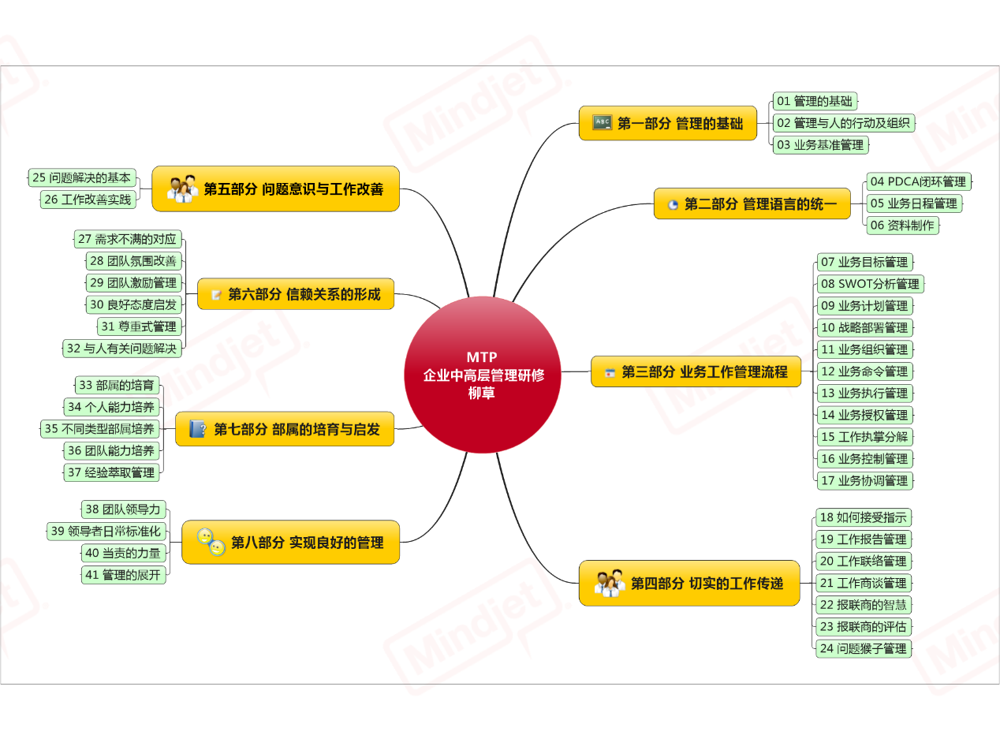 MTP
企业中高层管理研修
柳草
第一部分 管理的基础
01 管理的基础
02 管理与人的行动及组织
03 业务基准管理
第二部分 管理语言的统一
04 PDCA闭环管理
05 业务日程管理
06 资料制作
第三部分 业务工作管理流程
07 业务目标管理
08 SWOT分析管理
09 业务计划管理
10 战略部署管理
11 业务组织管理
12 业务命令管理
13 业务执行管理
14 业务授权管理
15 工作执掌分解
16 业务控制管理
17 业务协调管理
第四部分 切实的工作传递
18 如何接受指示
19 工作报告管理
20 工作联络管理
21 工作商谈管理
22 报联商的智慧
23 报联商的评估
24 问题猴子管理
第五部分 问题意识与工作改善
25 问题解决的基本
26 工作改善实践
第六部分 信赖关系的形成
27 需求不满的对应
28 团队氛围改善
29 团队激励管理
30 良好态度启发
31 尊重式管理
32 与人有关问题解决
第七部分 部属的培育与启发
33 部属的培育
34 个人能力培养
35 不同类型部属培养
36 团队能力培养
37 经验萃取管理
第八部分 实现良好的管理
38 团队领导力
39 领导者日常标准化
40 当责的力量
41 管理的展开
ABC
Mindjet
Mindjet
Mindjet
Mindjet